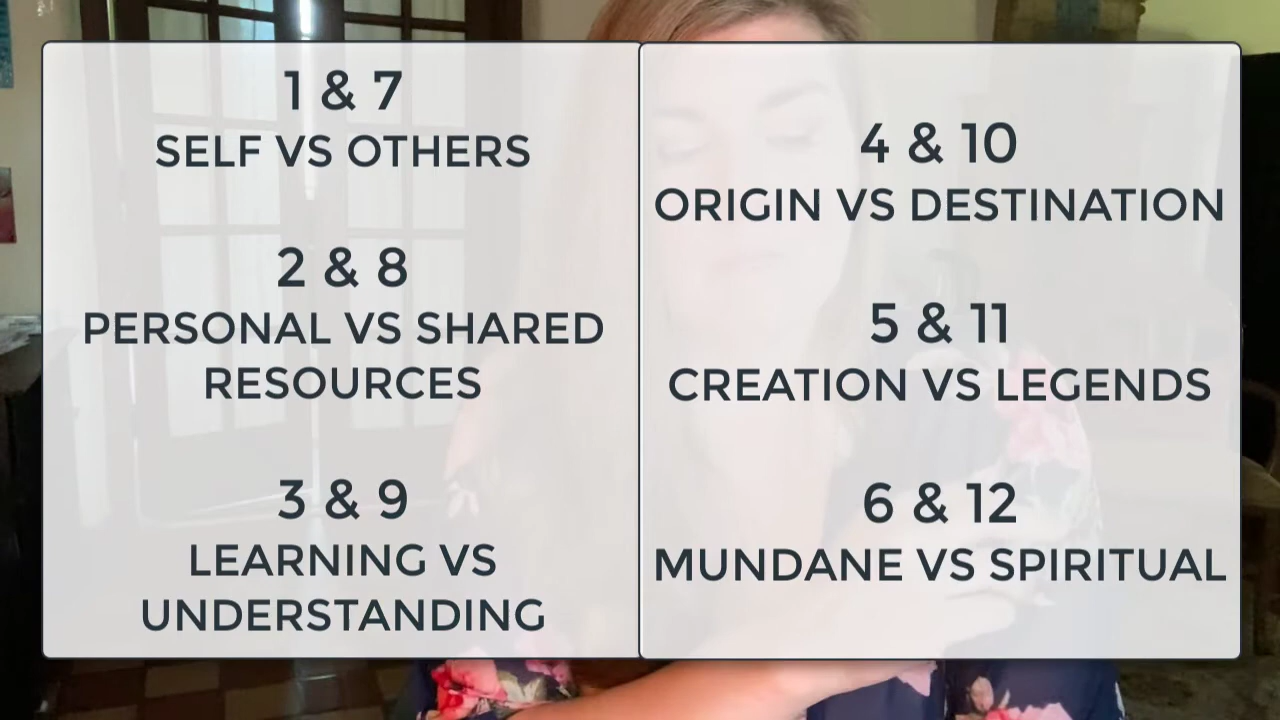 1 & 7
SELF VS OTHERS
2 & 8
PERSONAL VS SHARED
RESOURCES
3 & 9
LEARNING VS
UNDERSTANDING
4 & 10
ORIGIN VS DESTINATION
5 & 11
CREATION VS LEGENDS
6 & 12
MUNDANE VS SPIRITUAL